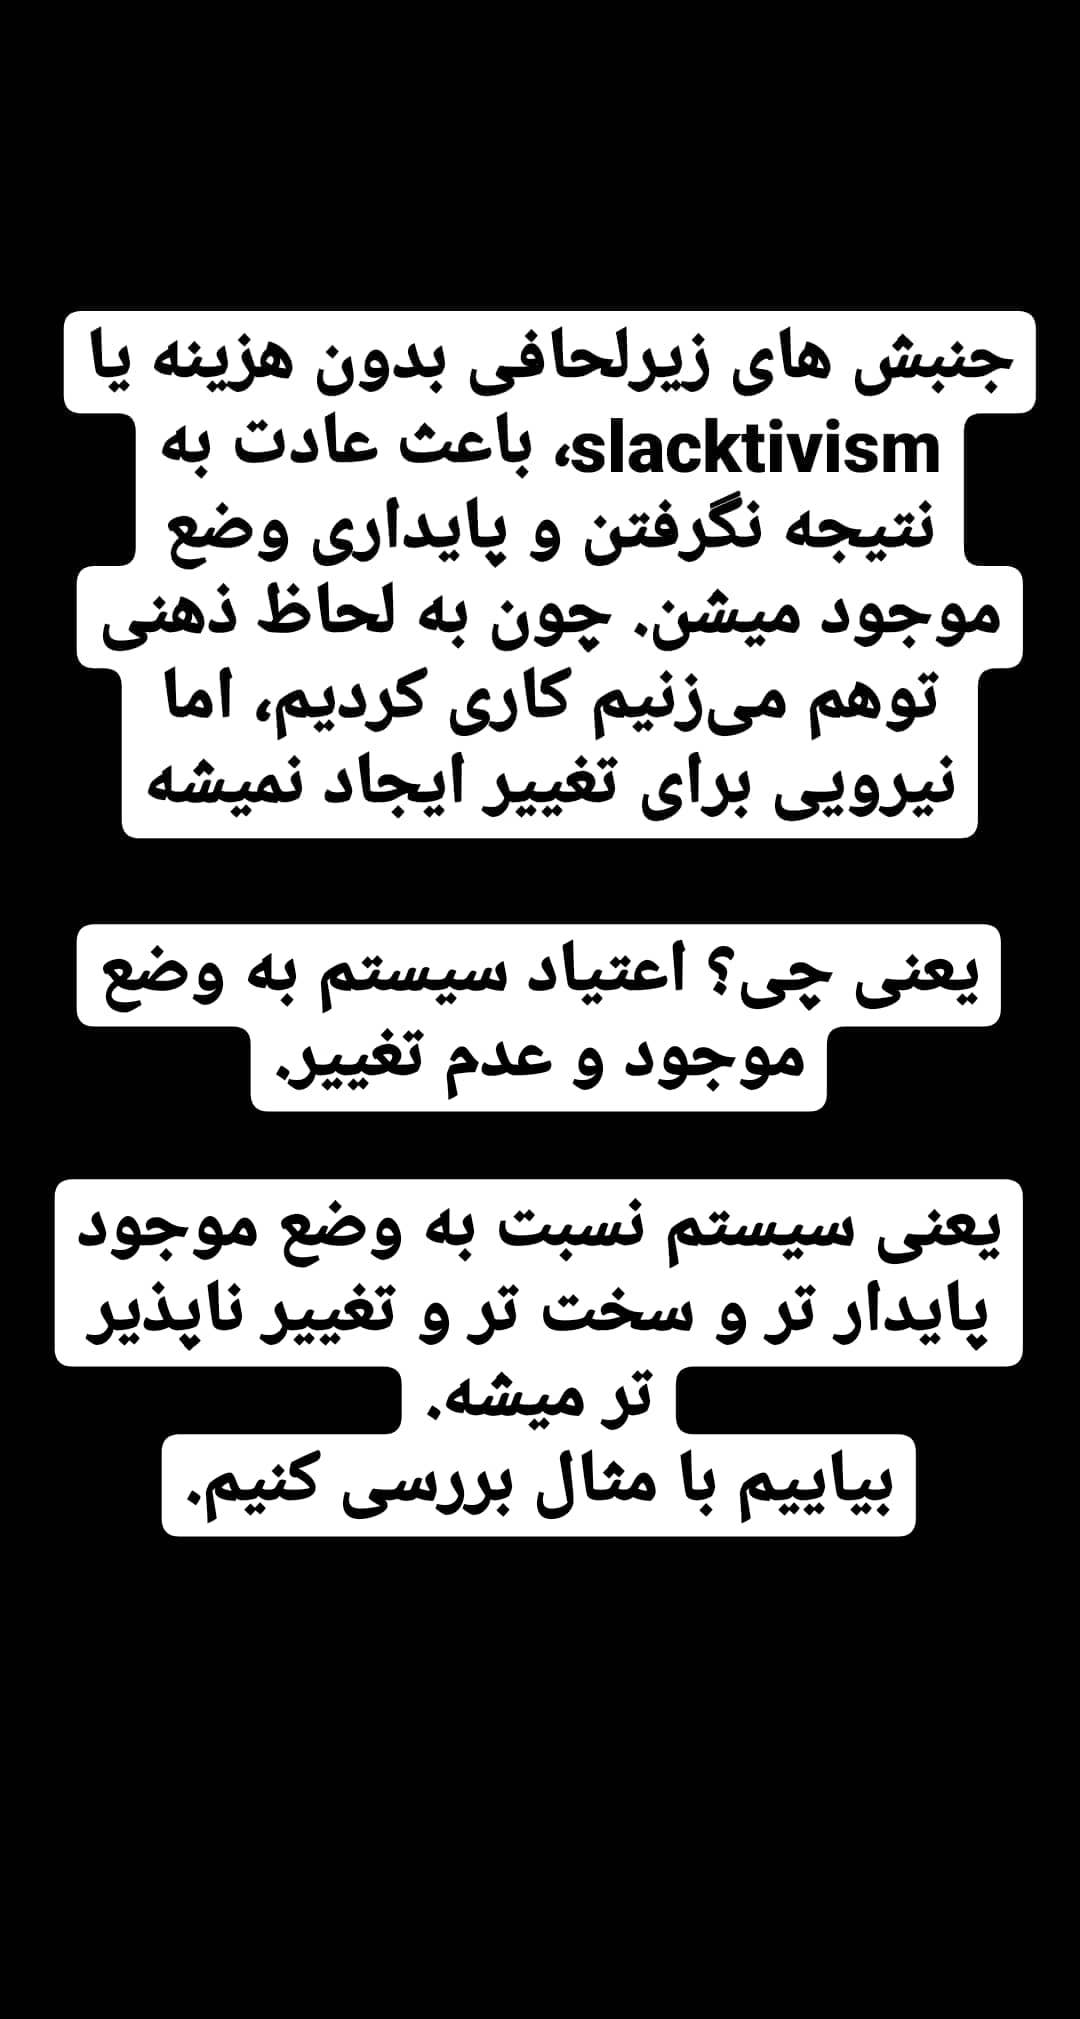 جنبش های زیرلحافی بدون هزینه یا
slacktivism، باعث عادت به
نتیجه نگرفتن و پایداری وضع
موجود میشن. چون به لحاظ ذهنی
توهم می‌زنیم کاری کردیم، اما
نیرویی برای تغییر ایجاد نمیشه
یعنی چی؟ اعتیاد سیستم به وضع
موجود و عدم تغییر.
یعنی سیستم نسبت به وضع موجود
پایدار تر و سخت تر و تغییر ناپذیر
تر میشه.
بیاییم با مثال بررسی کنیم.